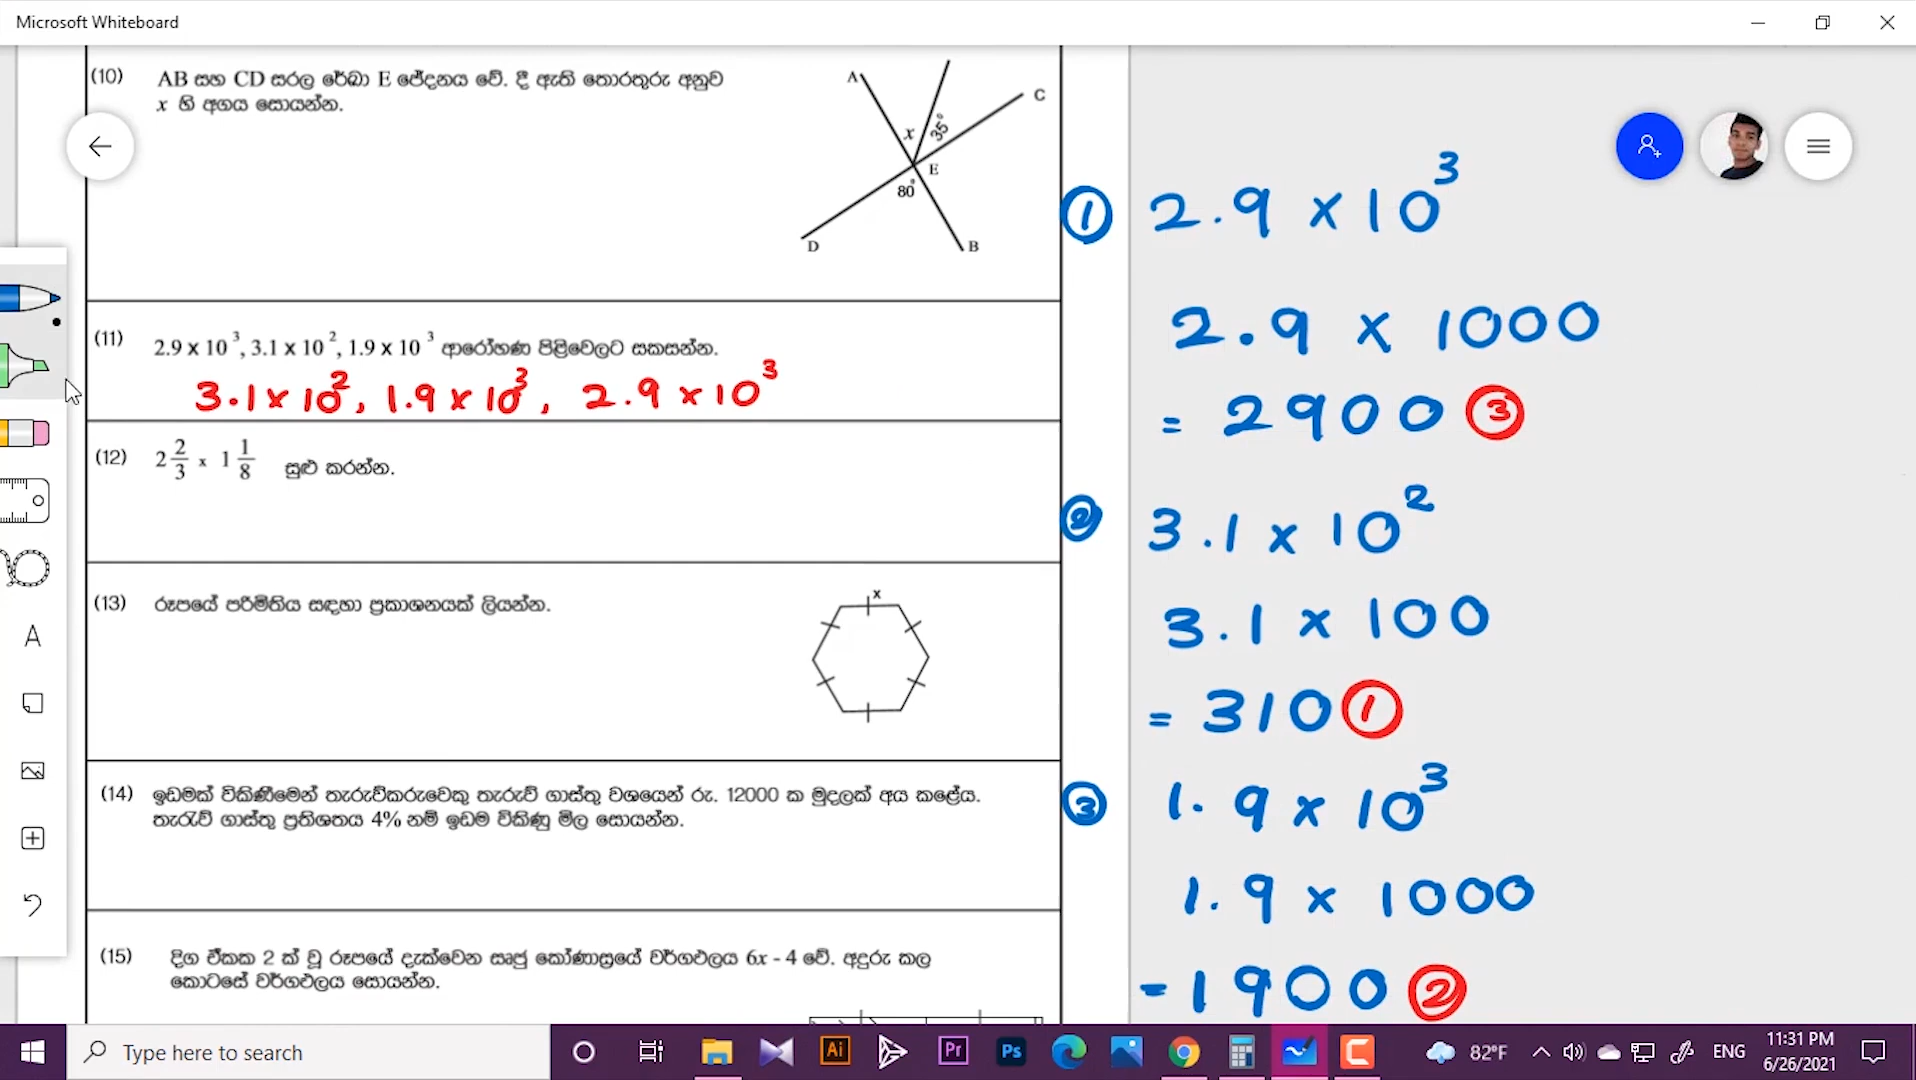 Microsoft Whiteboard
(10) AB සහ CD සරල රේඛා E ඡේදනය වේ. දී ඇති තොරතුරු අනුව
x හි අගය සොයන්න.
A
C
x
35°
E
80°
D
B
(11) 2.9 x 10³, 3.1 x 10², 1.9 x 10³ ආරෝහණ පිළිවෙලට සකසන්න.
3.1 x 10², 1.9 x 10³, 2.9 x 10³
(12) 2 2/3 x 1 1/8 සුළු කරන්න.
(13) රූපයේ පරිමිතිය සඳහා ප්‍රකාශනයක් ලියන්න.
x
(14) ඉඩමක් විකිණීමෙන් තැරුව්කරුවෙකු තැරුව් ගාස්තු වශයෙන් රු. 12000 ක මුදලක් අය කළේය.
තැරැව් ගාස්තු ප්‍රතිශතය 4% නම් ඉඩම විකිණු මිල සොයන්න.
(15) දිග ඒකක 2 ක් වූ රූපයේ දැක්වෙන සෘජු කෝණාස්‍රයේ වර්ගඵලය 6x - 4 වේ. අදුරු කල
කොටසේ වර්ගඵලය සොයන්න.
① 2.9 x 10³
2.9 x 1000
= 2900 ③
② 3.1 x 10²
3.1 x 100
= 310 ①
③ 1.9 x 10³
1.9 x 1000
= 1900 ②
A
Type here to search
Ai
Pr
Ps
82°F
ENG
11:31 PM
6/26/2021